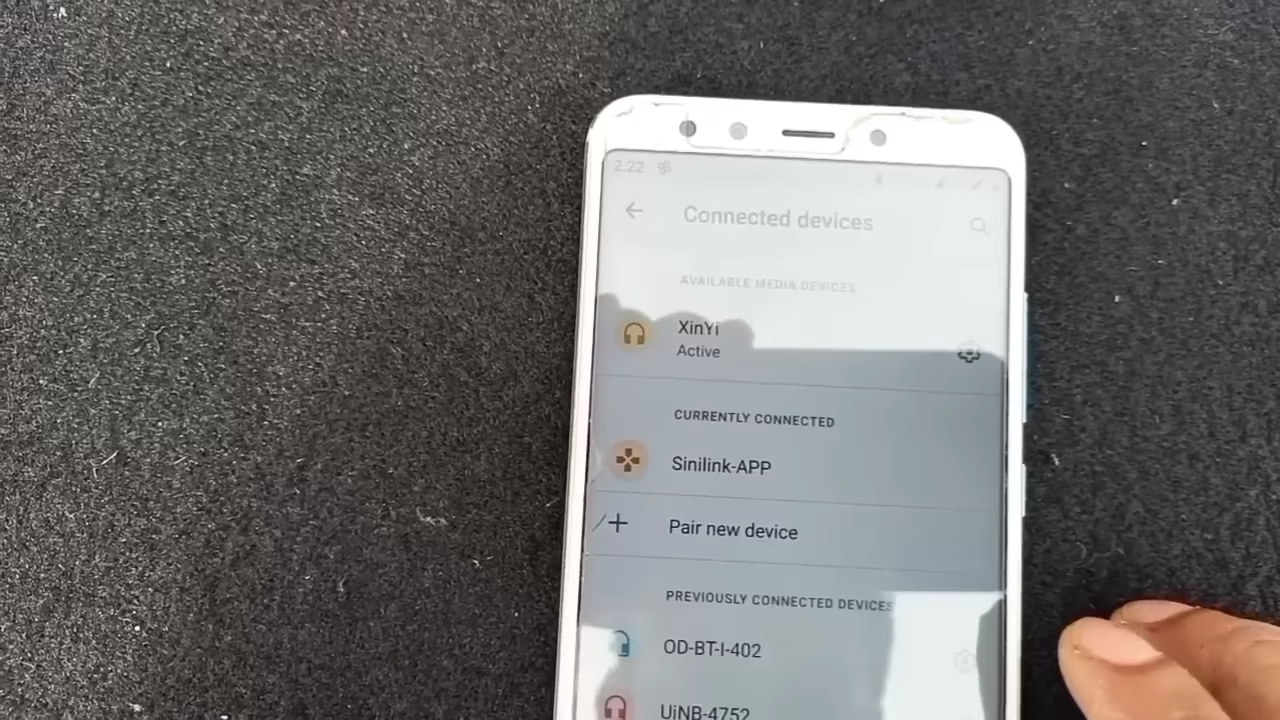 2:22
Connected devices
AVAILABLE MEDIA DEVICES
XinYi
Active
CURRENTLY CONNECTED
Sinilink-APP
Pair new device
PREVIOUSLY CONNECTED DEVICES
OD-BT-I-402
UiNB-4752